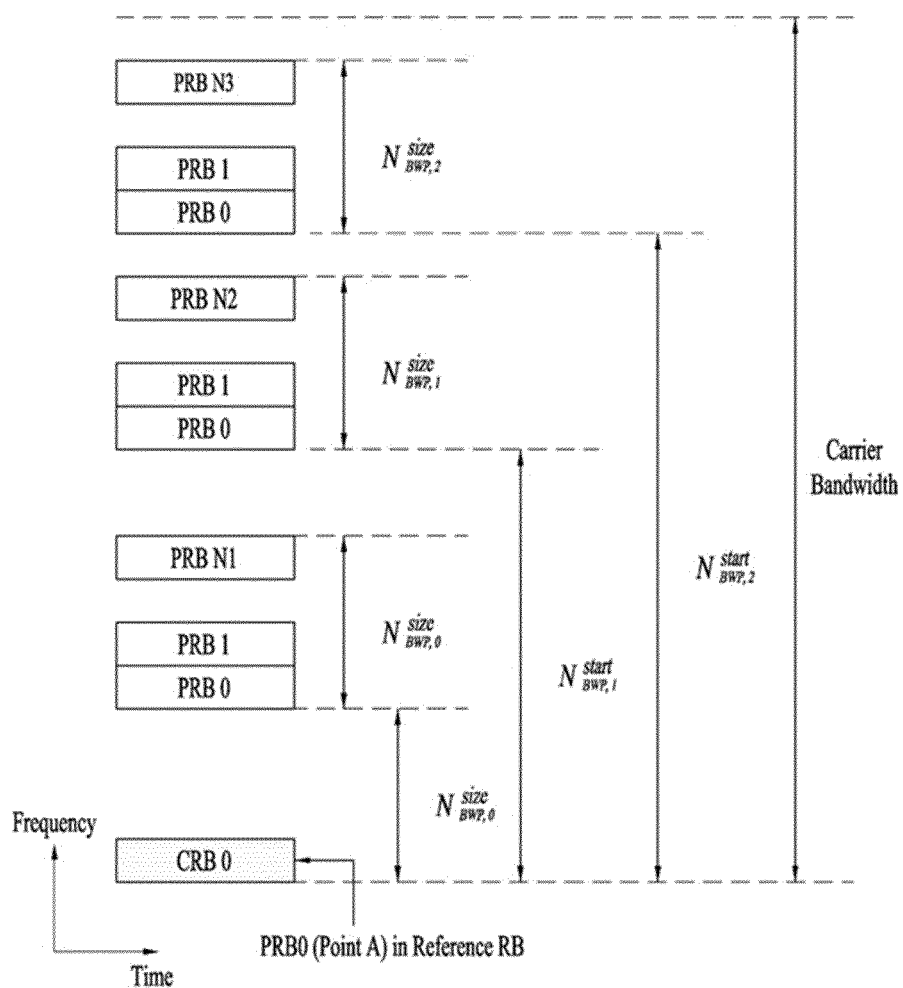 PRB N3
PRB 1
PRB 0
N size BWP, 2
PRB N2
PRB 1
PRB 0
N size BWP, 1
Carrier
Bandwidth
PRB N1
PRB 1
PRB 0
N size BWP, 0
N start BWP, 2
N start BWP, 1
N size BWP, 0
Frequency
CRB 0
PRB0 (Point A) in Reference RB
Time